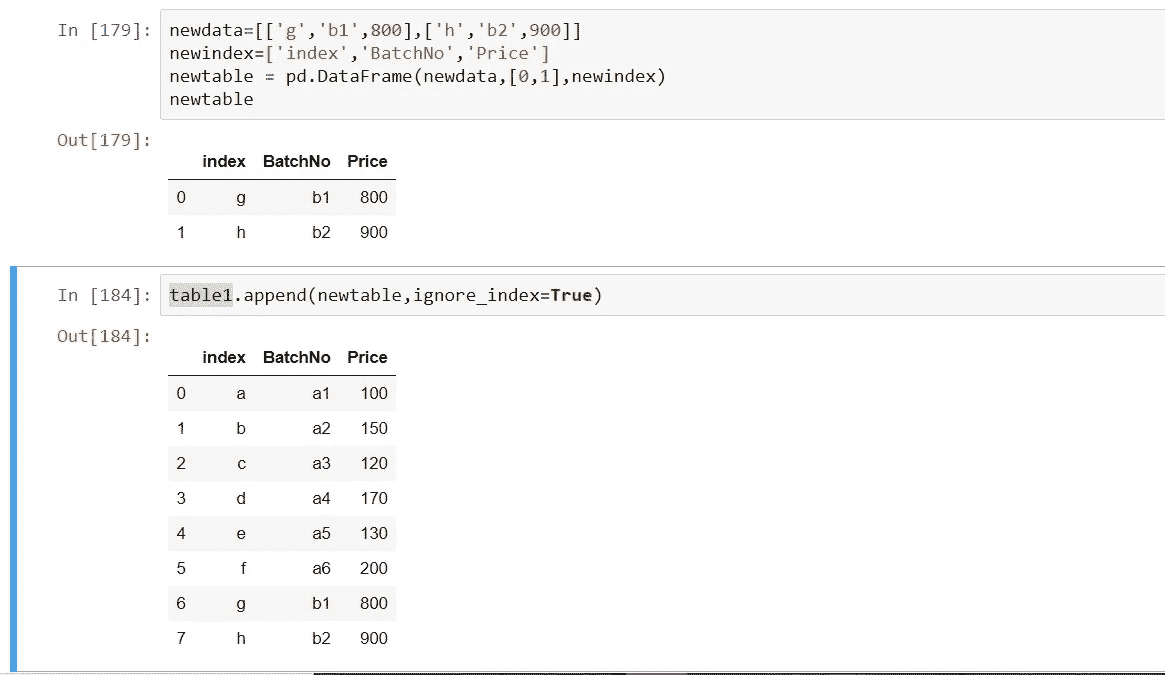 In [179]: newdata=[['g','b1',800],['h','b2',900]]
newindex=['index','BatchNo','Price']
newtable = pd.DataFrame(newdata,[0,1],newindex)
newtable
Out[179]:
index BatchNo Price
0 g b1 800
1 h b2 900
In [184]: table1.append(newtable,ignore_index=True)
Out[184]:
index BatchNo Price
0 a a1 100
1 b a2 150
2 c a3 120
3 d a4 170
4 e a5 130
5 f a6 200
6 g b1 800
7 h b2 900